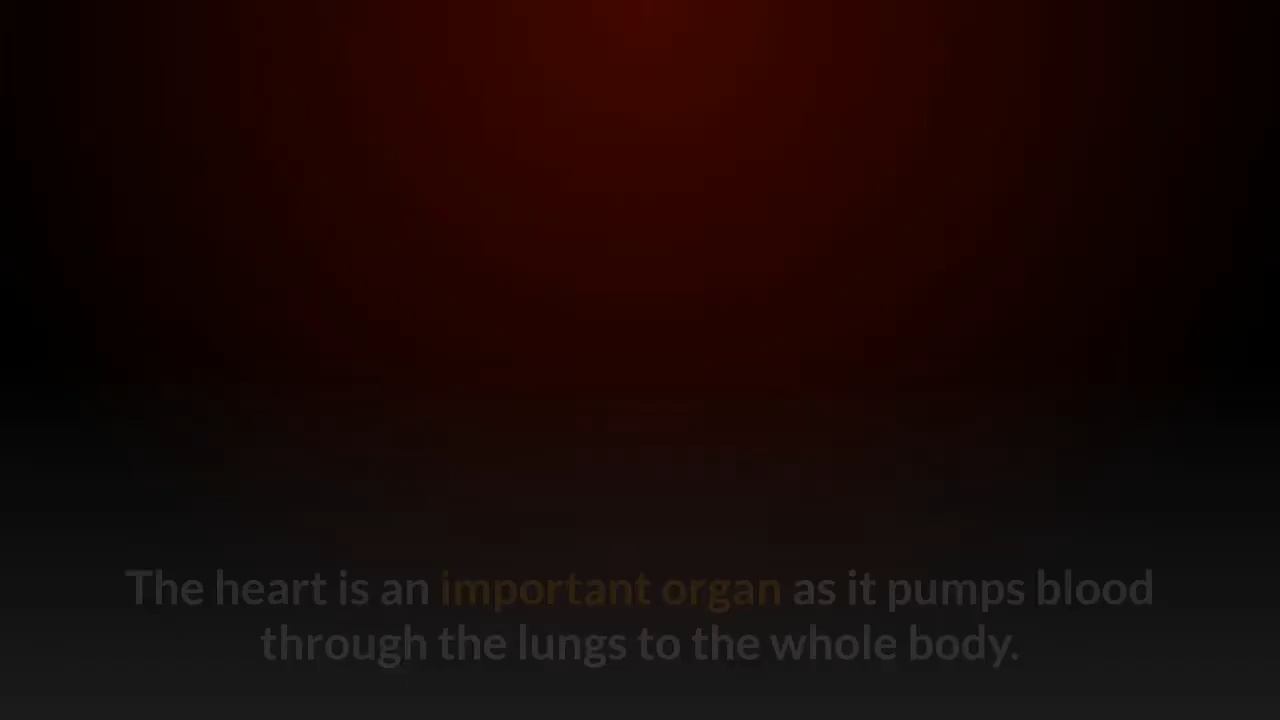 The heart is an important organ as it pumps blood
through the lungs to the whole body.